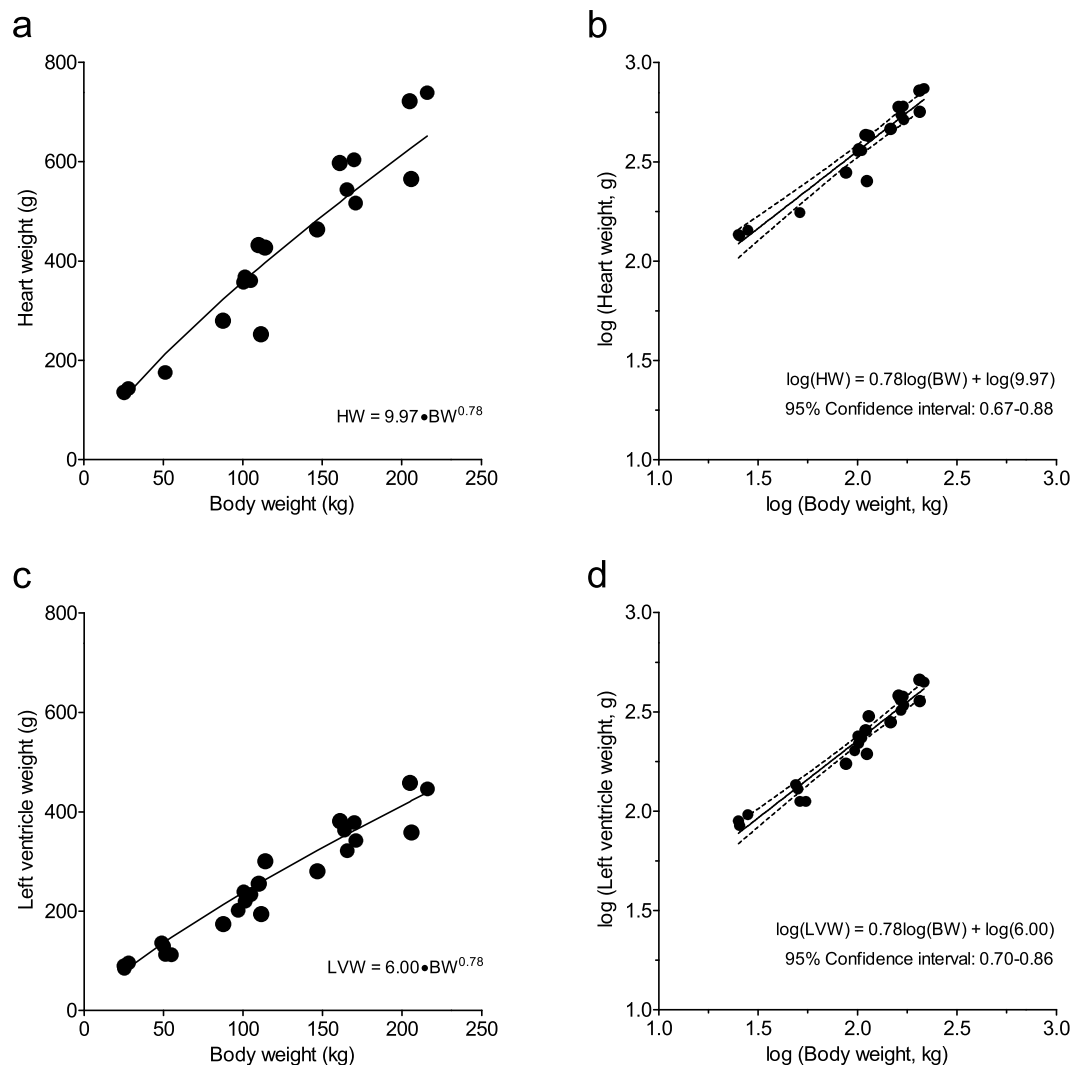 a
800
600
400
200
0
Heart weight (g)
0 50 100 150 200 250
Body weight (kg)
HW = 9.97●BW^0.78
b
3.0
2.5
2.0
1.5
1.0
log (Heart weight, g)
1.0 1.5 2.0 2.5 3.0
log (Body weight, kg)
log(HW) = 0.78log(BW) + log(9.97)
95% Confidence interval: 0.67-0.88
c
800
600
400
200
0
Left ventricle weight (g)
0 50 100 150 200 250
Body weight (kg)
LVW = 6.00●BW^0.78
d
3.0
2.5
2.0
1.5
1.0
log (Left ventricle weight, g)
1.0 1.5 2.0 2.5 3.0
log (Body weight, kg)
log(LVW) = 0.78log(BW) + log(6.00)
95% Confidence interval: 0.70-0.86